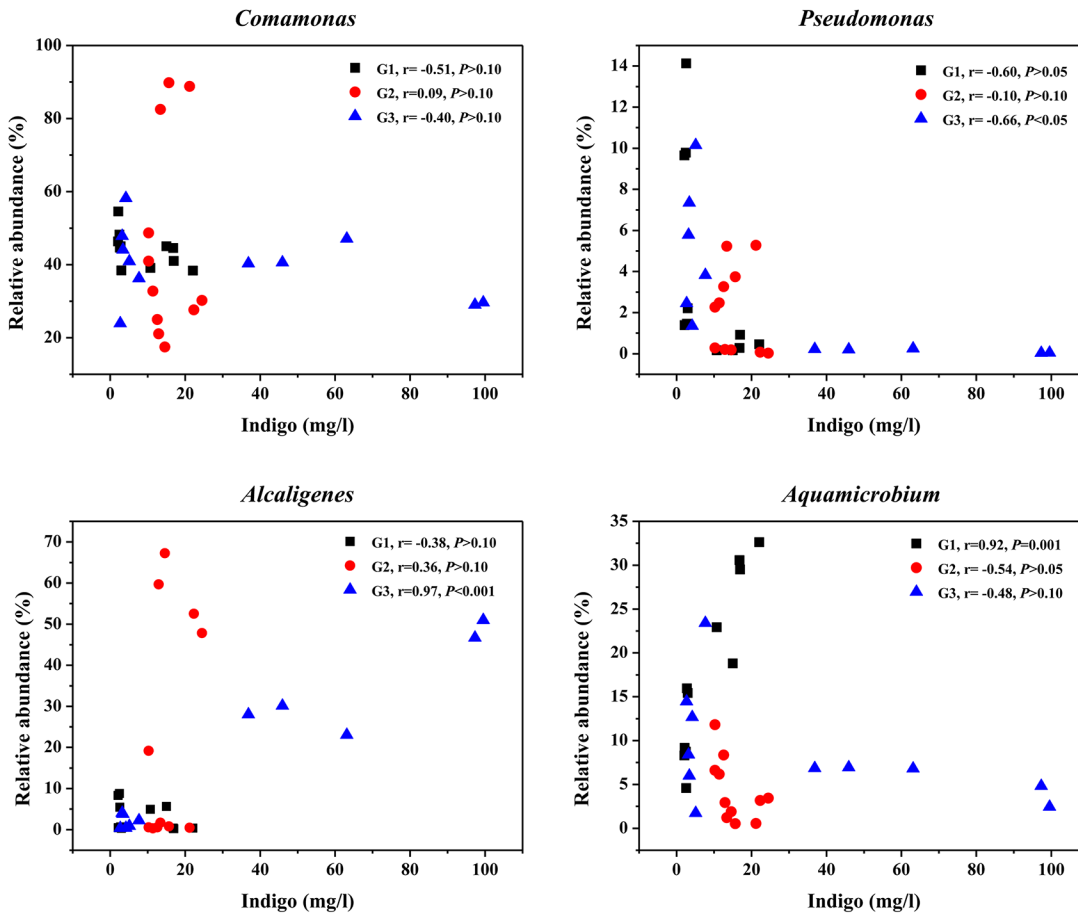 Comamonas
G1, r= -0.51, P>0.10
G2, r=0.09, P>0.10
G3, r= -0.40, P>0.10
Relative abundance (%)
100
80
60
40
20
0 20 40 60 80 100
Indigo (mg/l)
Pseudomonas
G1, r= -0.60, P>0.05
G2, r= -0.10, P>0.10
G3, r= -0.66, P<0.05
Relative abundance (%)
14
12
10
8
6
4
2
0
0 20 40 60 80 100
Indigo (mg/l)
Alcaligenes
G1, r= -0.38, P>0.10
G2, r=0.36, P>0.10
G3, r=0.97, P<0.001
Relative abundance (%)
70
60
50
40
30
20
10
0
0 20 40 60 80 100
Indigo (mg/l)
Aquamicrobium
G1, r=0.92, P=0.001
G2, r= -0.54, P>0.05
G3, r= -0.48, P>0.10
Relative abundance (%)
35
30
25
20
15
10
5
0
0 20 40 60 80 100
Indigo (mg/l)